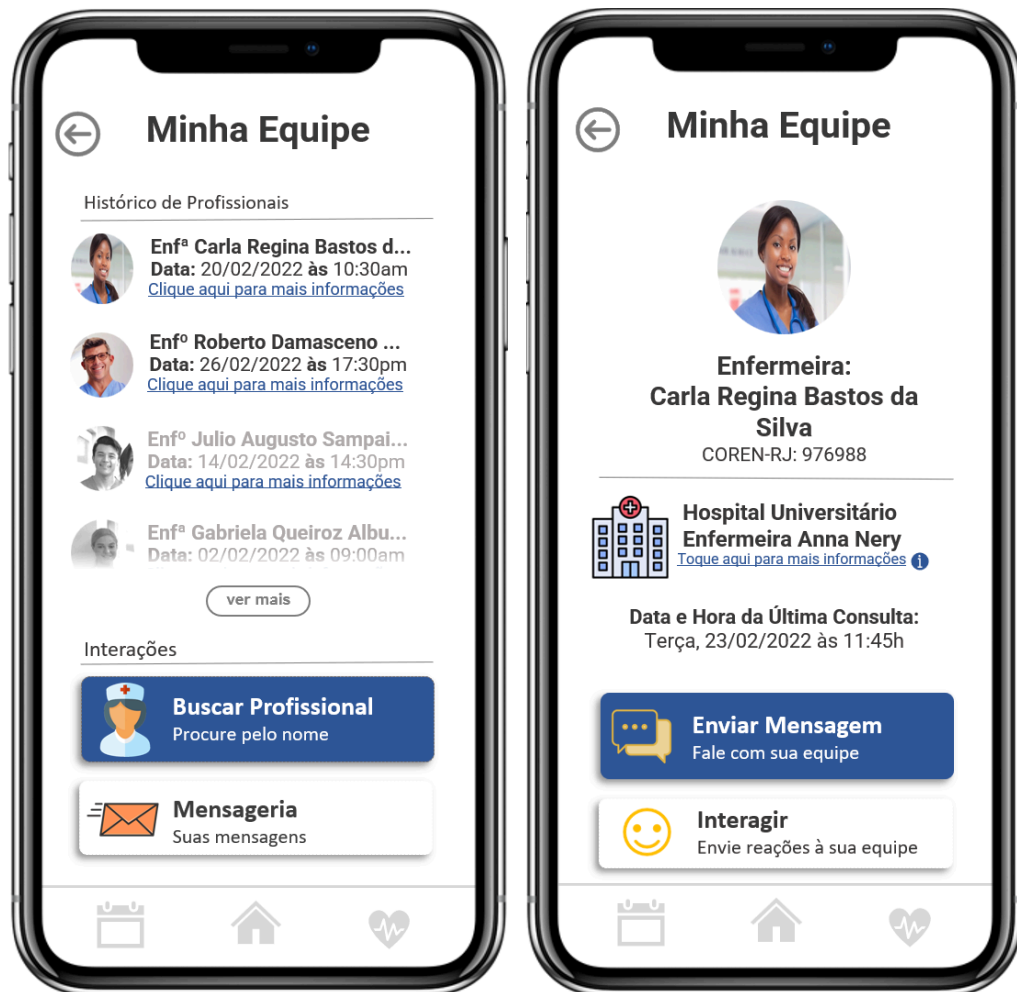 Minha Equipe
Histórico de Profissionais
Enfª Carla Regina Bastos d...
Data: 20/02/2022 às 10:30am
Clique aqui para mais informações
Enfº Roberto Damasceno ...
Data: 26/02/2022 às 17:30pm
Clique aqui para mais informações
Enfº Julio Augusto Sampai...
Data: 14/02/2022 às 14:30pm
Clique aqui para mais informações
Enfª Gabriela Queiroz Albu...
Data: 02/02/2022 às 09:00am
ver mais
Interações
Buscar Profissional
Procure pelo nome
Mensageria
Suas mensagens
Minha Equipe
Enfermeira:
Carla Regina Bastos da
Silva
COREN-RJ: 976988
Hospital Universitário
Enfermeira Anna Nery
Toque aqui para mais informações
Data e Hora da Última Consulta:
Terça, 23/02/2022 às 11:45h
Enviar Mensagem
Fale com sua equipe
Interagir
Envie reações à sua equipe